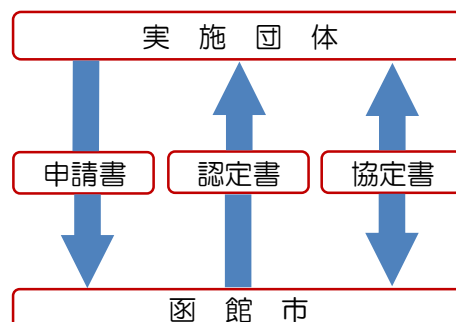 実施団体
申請書 認定書 協定書
函館市